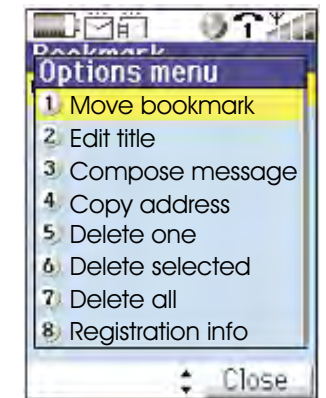 Bookmark
Options menu
1 Move bookmark
2 Edit title
3 Compose message
4 Copy address
5 Delete one
6 Delete selected
7 Delete all
8 Registration info
Close